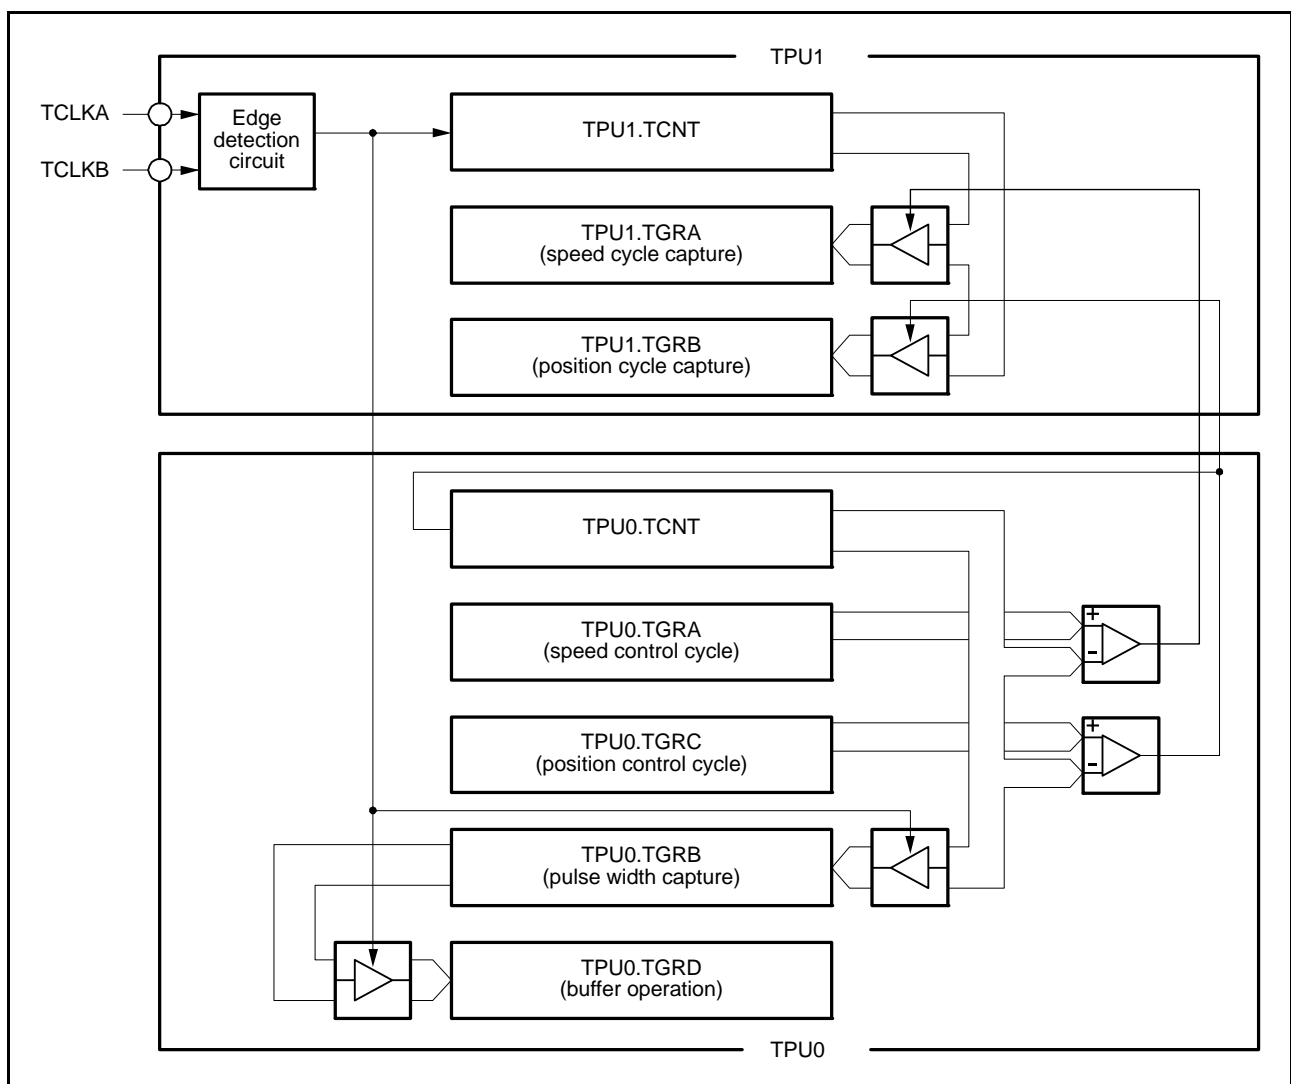 TPU1
TCLKA
TCLKB
Edge
detection
circuit
TPU1.TCNT
TPU1.TGRA
(speed cycle capture)
TPU1.TGRB
(position cycle capture)
TPU0.TCNT
TPU0.TGRA
(speed control cycle)
+
-
TPU0.TGRC
(position control cycle)
+
-
TPU0.TGRB
(pulse width capture)
TPU0.TGRD
(buffer operation)
TPU0